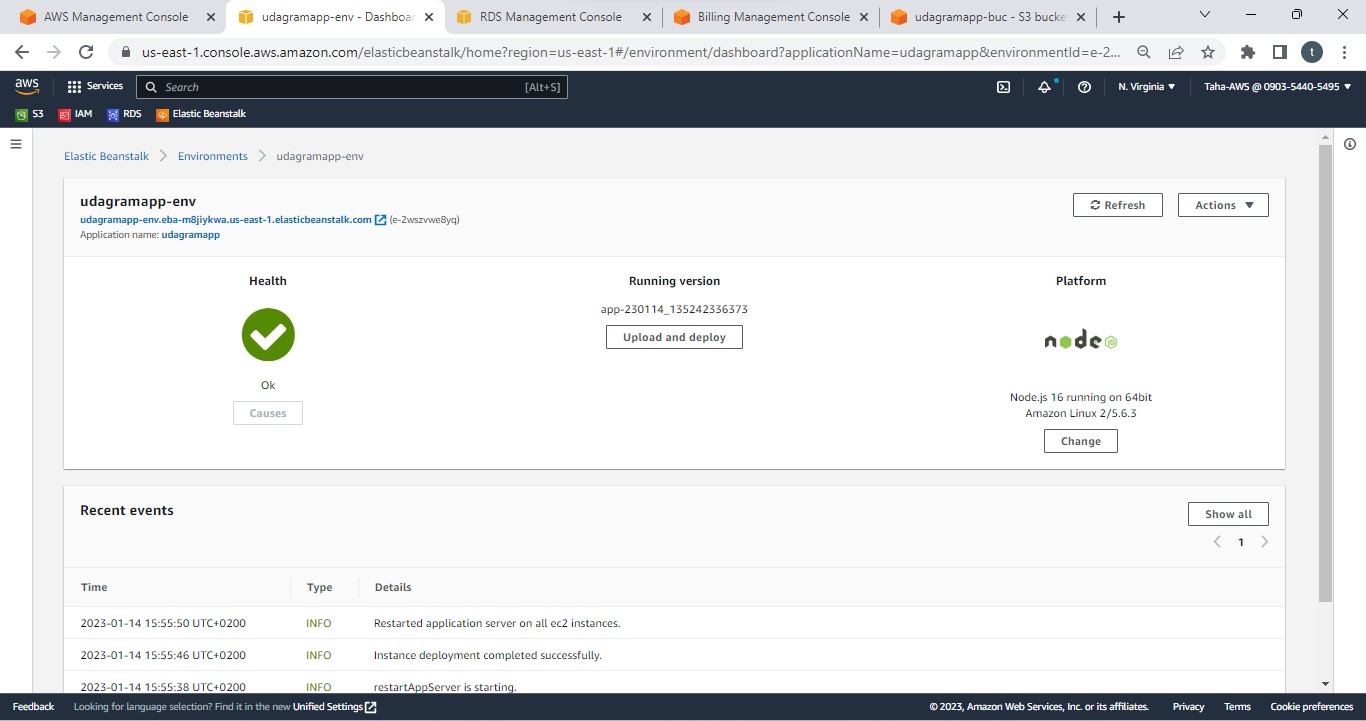 AWS Management Console
udagramapp-env - Dashboar
RDS Management Console
Billing Management Console
udagramapp-buc - S3 bucke
us-east-1.console.aws.amazon.com/elasticbeanstalk/home?region=us-east-1#/environment/dashboard?applicationName=udagramapp&environmentId=e-2...
t
aws
Services
Search
[Alt+S]
N. Virginia
Taha-AWS @ 0903-5440-5495
S3
IAM
RDS
Elastic Beanstalk
Elastic Beanstalk
Environments
udagramapp-env
udagramapp-env
udagramapp-env.eba-m8jiykwa.us-east-1.elasticbeanstalk.com (e-2wszvwe8yq)
Application name: udagramapp
Refresh
Actions
Health
Ok
Causes
Running version
app-230114_135242336373
Upload and deploy
Platform
node JS
Node.js 16 running on 64bit
Amazon Linux 2/5.6.3
Change
Recent events
Show all
1
Time Type Details
2023-01-14 15:55:50 UTC+0200 INFO Restarted application server on all ec2 instances.
2023-01-14 15:55:46 UTC+0200 INFO Instance deployment completed successfully.
2023-01-14 15:55:38 UTC+0200 INFO restartAppServer is starting.
Feedback
Looking for language selection? Find it in the new Unified Settings
© 2023, Amazon Web Services, Inc. or its affiliates.
Privacy
Terms
Cookie preferences